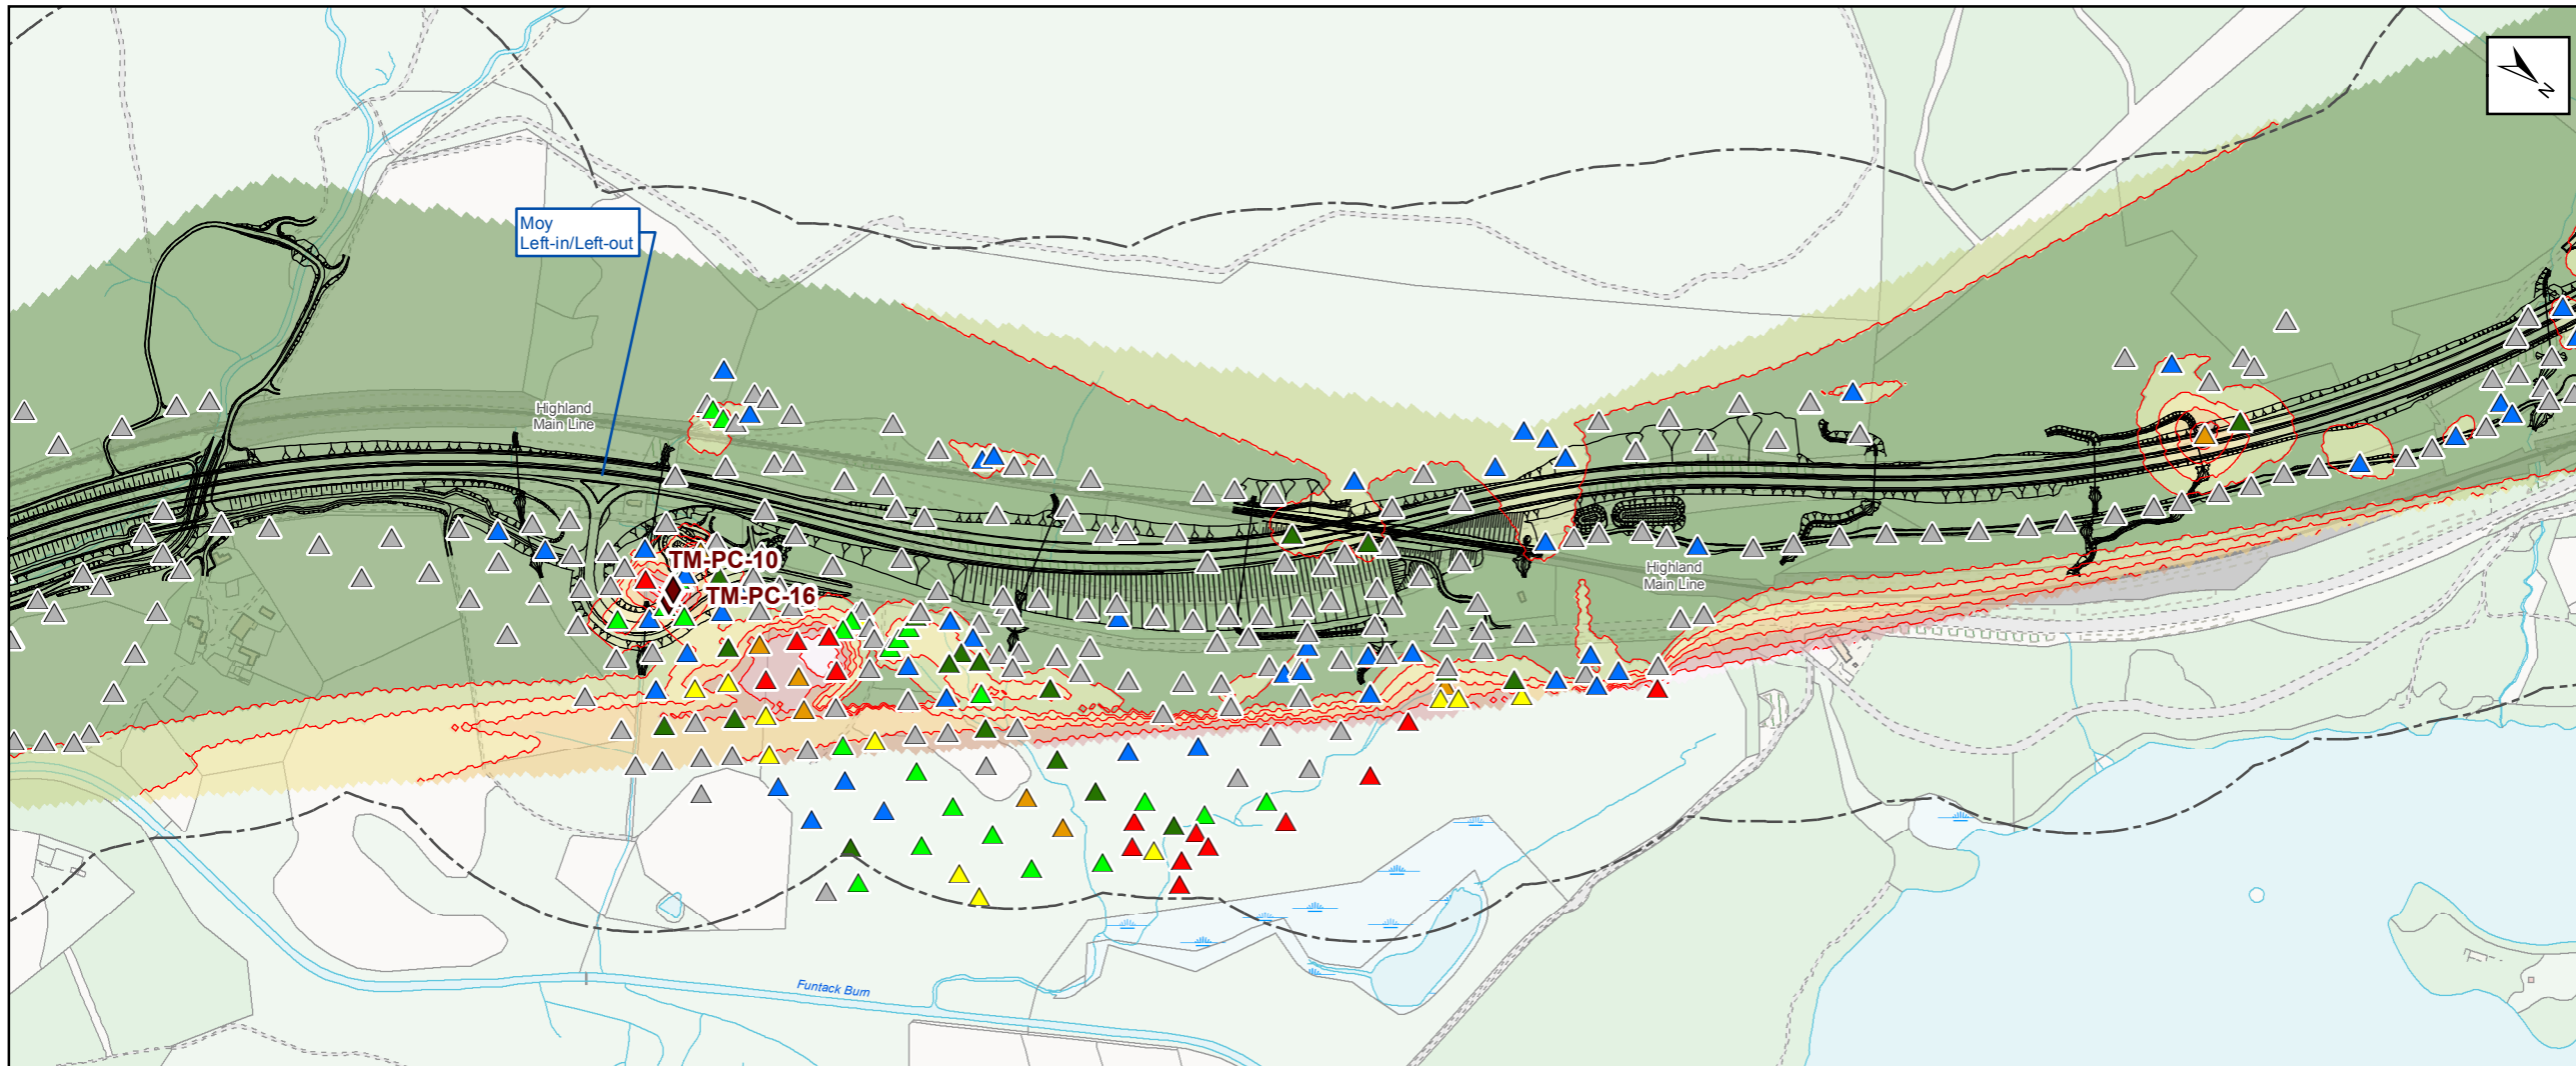 N
Moy
Left-in/Left-out
Highland
Main Line
TM-PC-10
TM-PC-16
Highland
Main Line
Funtack Burn